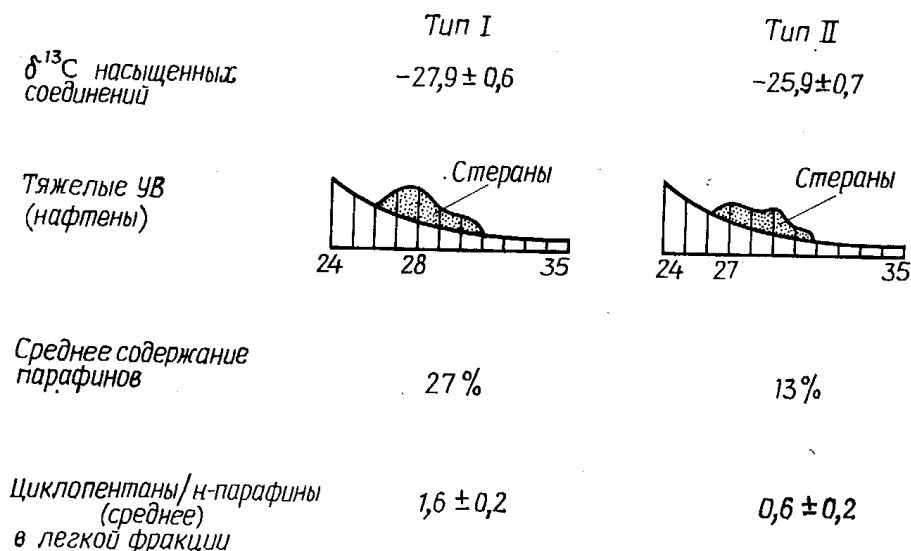 Тип I
Тип II
δ¹³C насыщенных
соединений
-27,9 ± 0,6
-25,9±0,7
Тяжелые УВ
(нафтены)
Стераны
24
28
35
Стераны
24
27
35
Среднее содержание
парафинов
27%
13%
Циклопентаны/н-парафины
(среднее)
в легкой фракции
1,6 ± 0,2
0,6 ± 0,2